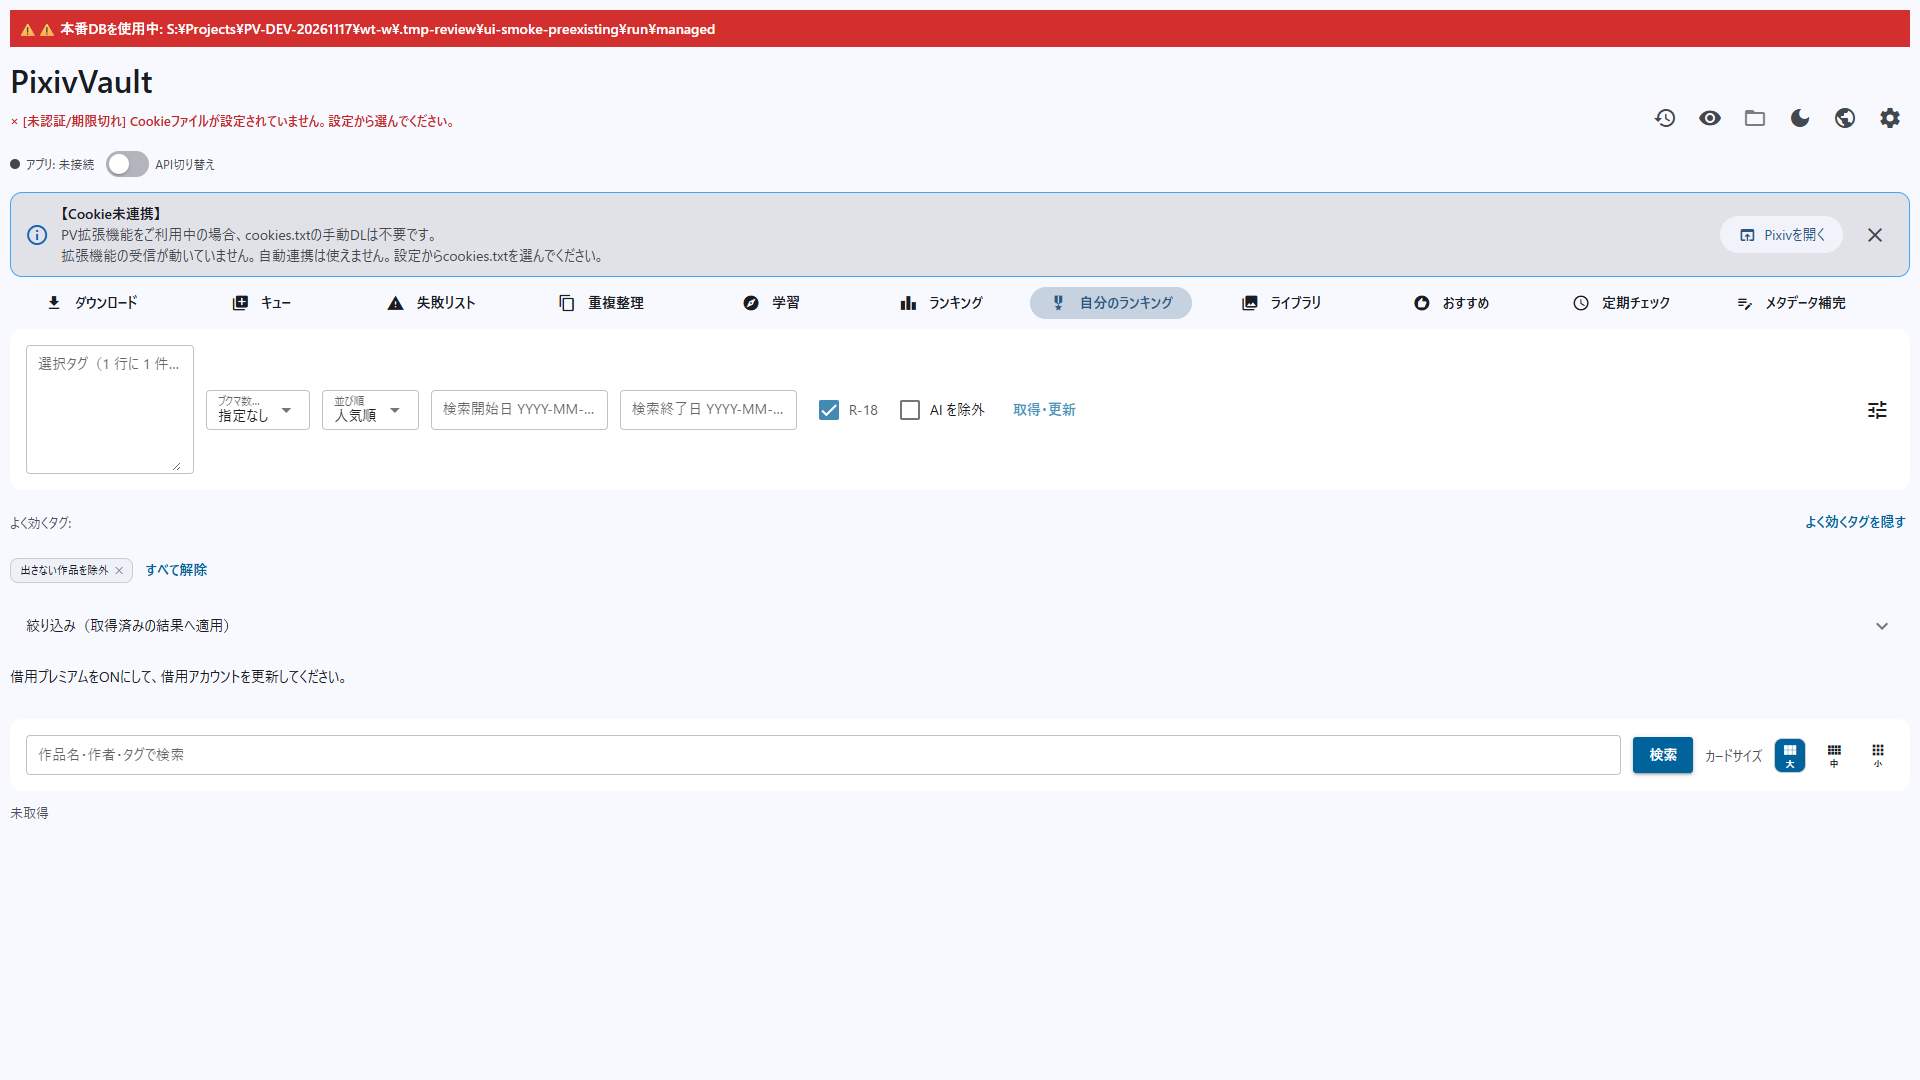 本番DBを使用中: S:¥Projects¥PV-DEV-20261117¥wt-w¥.tmp-review¥ui-smoke-preexisting¥run¥managed
PixivVault
× [未認証/期限切れ] Cookieファイルが設定されていません。設定から選んでください。
アプリ: 未接続
API切り替え
【Cookie未連携】
PV拡張機能をご利用中の場合、cookies.txtの手動DLは不要です。
拡張機能の受信が動いていません。自動連携は使えません。設定からcookies.txtを選んでください。
Pixivを開く
ダウンロード
キュー
失敗リスト
重複整理
学習
ランキング
自分のランキング
ライブラリ
おすすめ
定期チェック
メタデータ補完
選択タグ（1 行に 1 件...
ブクマ数...
指定なし
並び順
人気順
検索開始日 YYYY-MM-...
検索終了日 YYYY-MM-...
R-18
AI を除外
取得・更新
よく効くタグ:
よく効くタグを隠す
出さない作品を除外 ×
すべて解除
絞り込み（取得済みの結果へ適用）
借用プレミアムをONにして、借用アカウントを更新してください。
作品名・作者・タグで検索
検索
カードサイズ
大
中
小
未取得